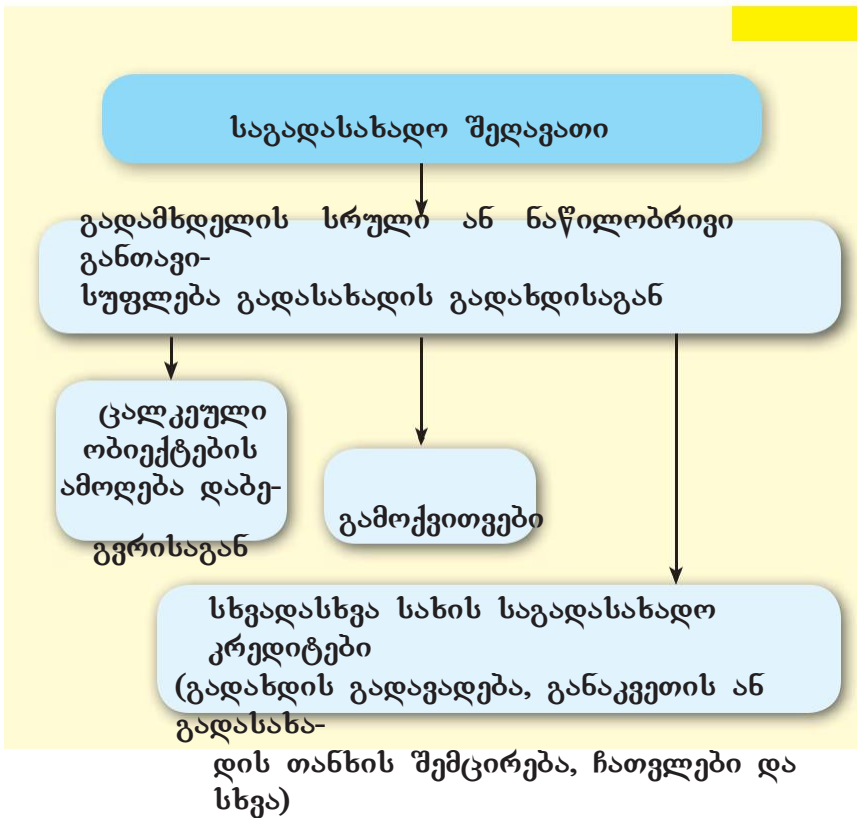 საგადასახადო შეღავათი
გადამხდელის სრული ან ნაწილობრივი
განთავი-
სუფლება გადასახადის გადახდისაგან
ცალკეული
ობიექტების
ამოღება დაბე-
გვრისაგან
გამოქვითვები
სხვადასხვა სახის საგადასახადო
კრედიტები
(გადახდის გადავადება, განაკვეთის ან
გადასახა-
დის თანხის შემცირება, ჩათვლები და
სხვა)